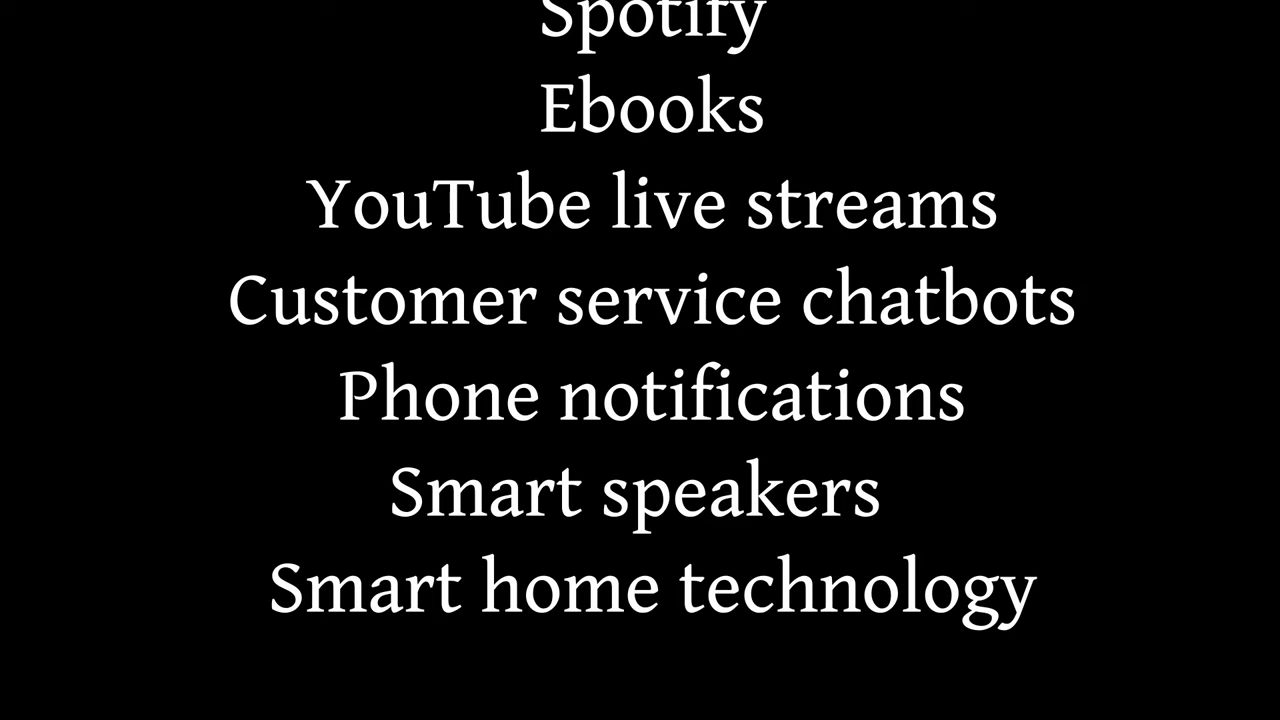 Spotify
Ebooks
YouTube live streams
Customer service chatbots
Phone notifications
Smart speakers
Smart home technology